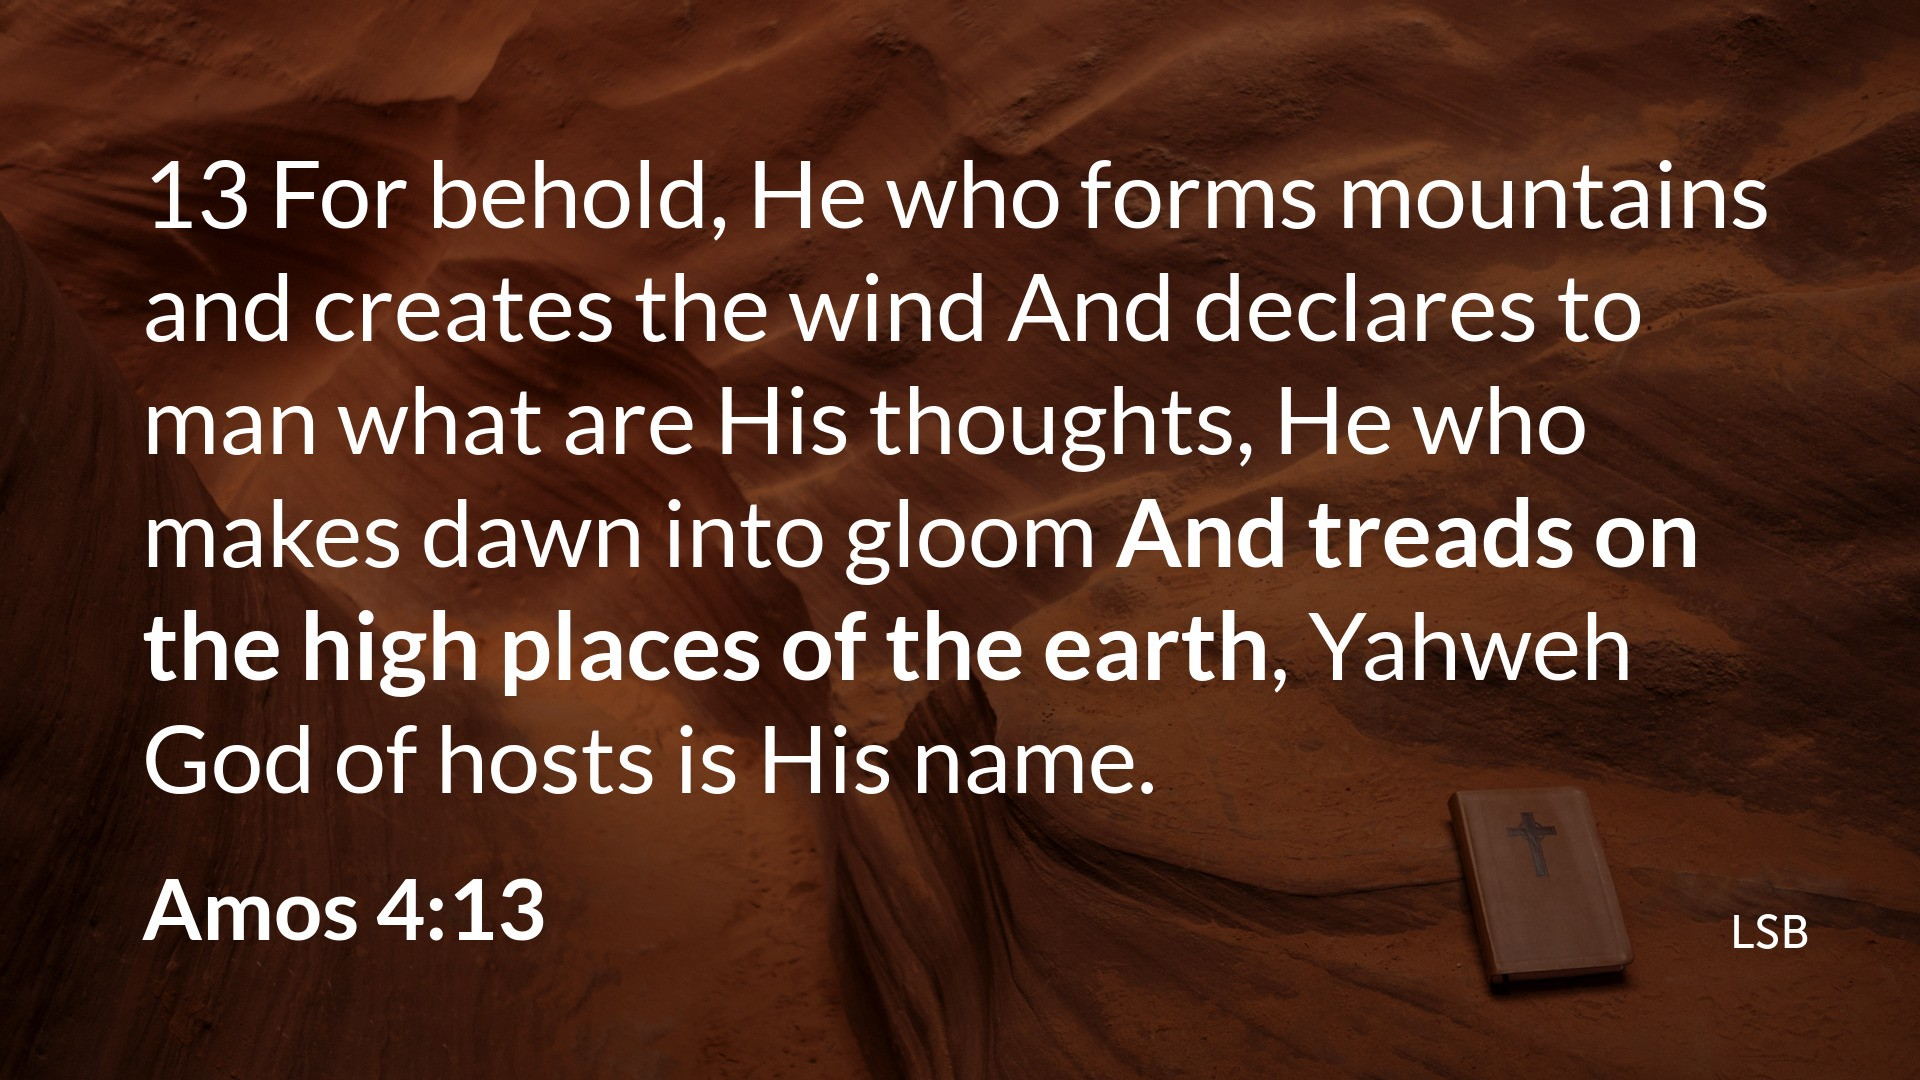 13 For behold, He who forms mountains
and creates the wind And declares to
man what are His thoughts, He who
makes dawn into gloom And treads on
the high places of the earth, Yahweh
God of hosts is His name.
Amos 4:13
LSB